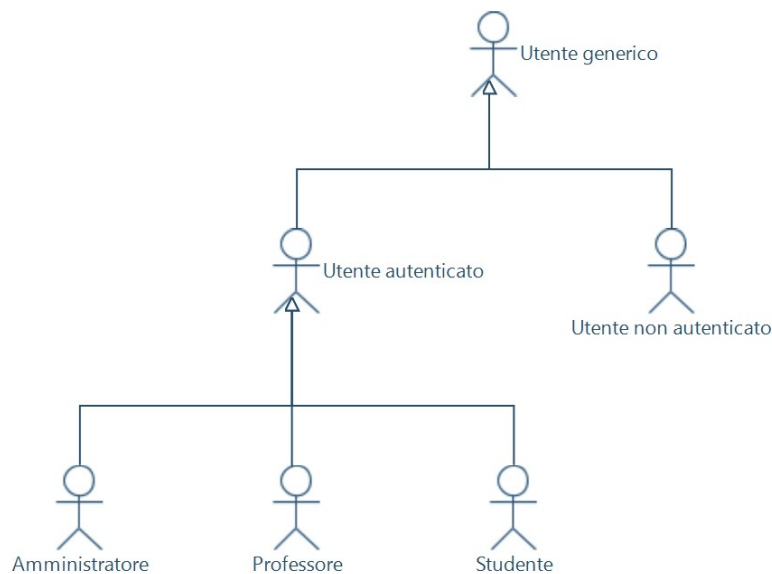 Utente generico
Utente autenticato
Utente non autenticato
Amministratore
Professore
Studente